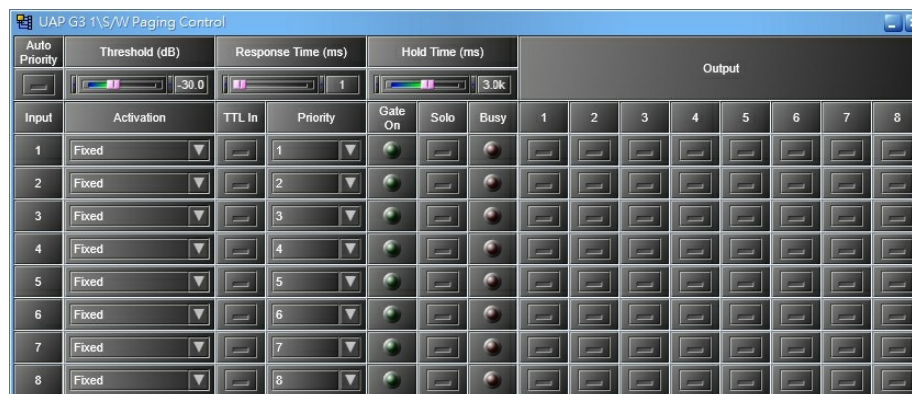 UAP G3 1\S/W Paging Control
Auto Priority Threshold (dB) Response Time (ms) Hold Time (ms) Output
-30.0 1 3.0k
Input Activation TTL In Priority Gate On Solo Busy 1 2 3 4 5 6 7 8
1 Fixed 1
2 Fixed 2
3 Fixed 3
4 Fixed 4
5 Fixed 5
6 Fixed 6
7 Fixed 7
8 Fixed 8